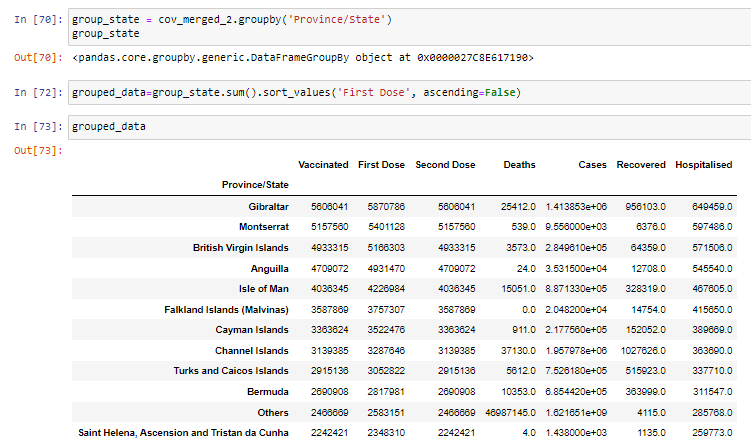 In [70]: group_state = cov_merged_2.groupby('Province/State')
group_state
Out[70]: <pandas.core.groupby.generic.DataFrameGroupBy object at 0x0000027C8E617190>
In [72]: grouped_data=group_state.sum().sort_values('First Dose', ascending=False)
In [73]: grouped_data
Out[73]:
Vaccinated First Dose Second Dose Deaths Cases Recovered Hospitalised
Province/State
Gibraltar 5606041 5870786 5606041 25412.0 1.413853e+06 956103.0 649459.0
Montserrat 5157560 5401128 5157560 539.0 9.556000e+03 6376.0 597486.0
British Virgin Islands 4933315 5166303 4933315 3573.0 2.849610e+05 64359.0 571506.0
Anguilla 4709072 4931470 4709072 24.0 3.531500e+04 12708.0 545540.0
Isle of Man 4036345 4226984 4036345 15051.0 8.871330e+05 328319.0 467605.0
Falkland Islands (Malvinas) 3587869 3757307 3587869 0.0 2.048200e+04 14754.0 415650.0
Cayman Islands 3363624 3522476 3363624 911.0 2.177560e+05 152052.0 389669.0
Channel Islands 3139385 3287646 3139385 37130.0 1.957978e+06 1027626.0 363690.0
Turks and Caicos Islands 2915136 3052822 2915136 5612.0 7.526180e+05 515923.0 337710.0
Bermuda 2690908 2817981 2690908 10353.0 6.854420e+05 363999.0 311547.0
Others 2466669 2583151 2466669 46987145.0 1.621651e+09 4115.0 285768.0
Saint Helena, Ascension and Tristan da Cunha 2242421 2348310 2242421 4.0 1.438000e+03 1135.0 259773.0